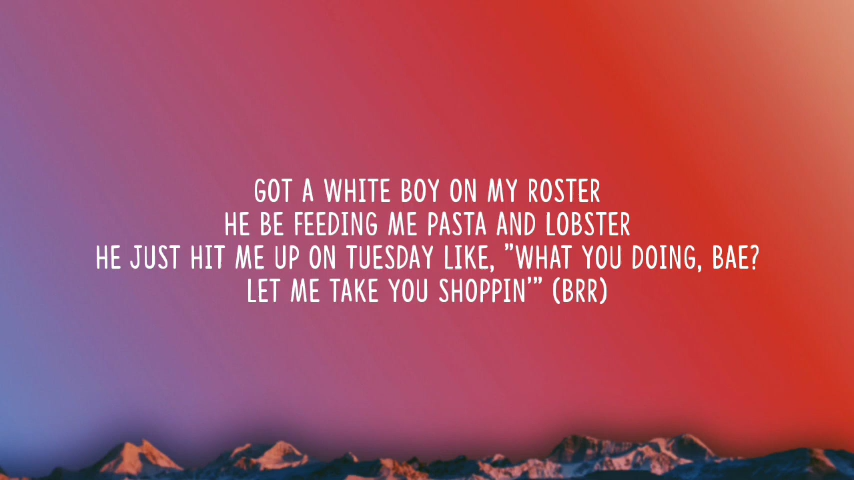 GOT A WHITE BOY ON MY ROSTER
HE BE FEEDING ME PASTA AND LOBSTER
HE JUST HIT ME UP ON TUESDAY LIKE, "WHAT YOU DOING, BAE?
LET ME TAKE YOU SHOPPIN'" (BRR)